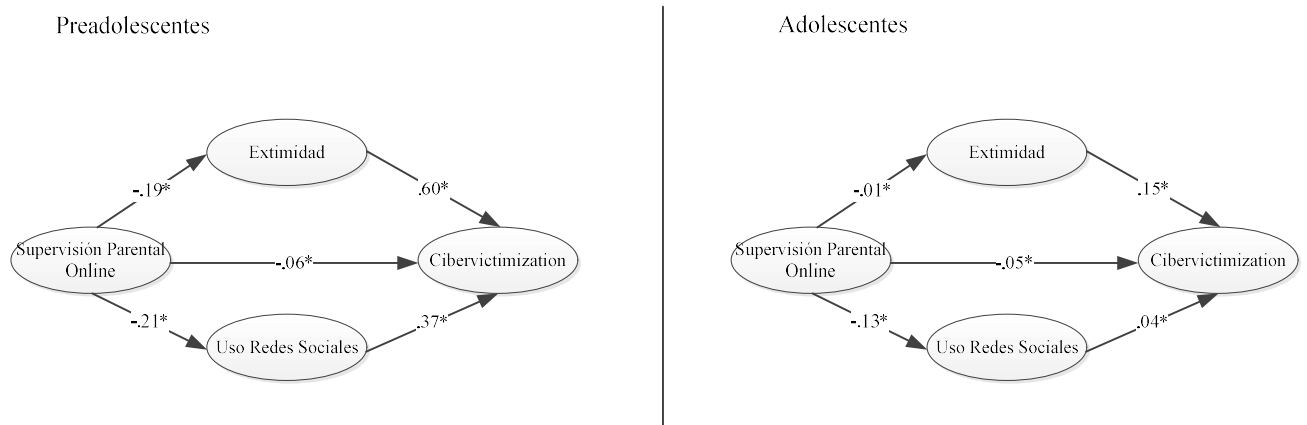 Preadolescentes
Extimidad
-.19*
.60*
Supervisión Parental
Online
-.06*
Cibervictimization
-.21*
.37*
Uso Redes Sociales
Adolescentes
Extimidad
-.01*
.15*
Supervisión Parental
Online
-.05*
Cibervictimization
-.13*
.04*
Uso Redes Sociales